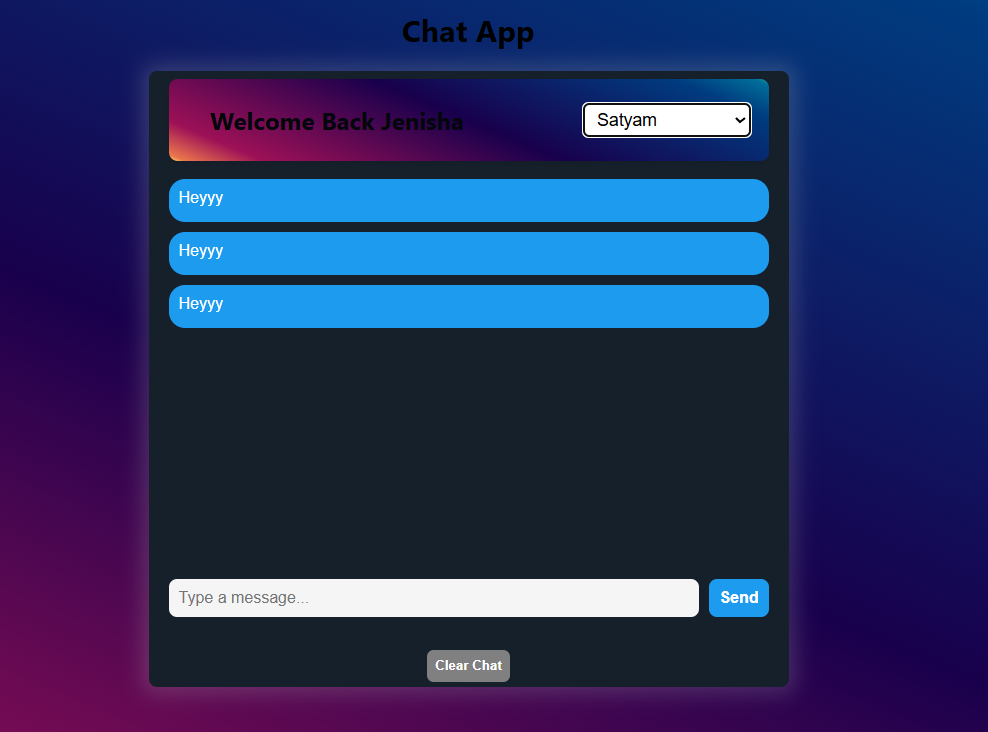 Chat App
Welcome Back Jenisha
Satyam
Heyyy
Heyyy
Heyyy
Type a message...
Send
Clear Chat